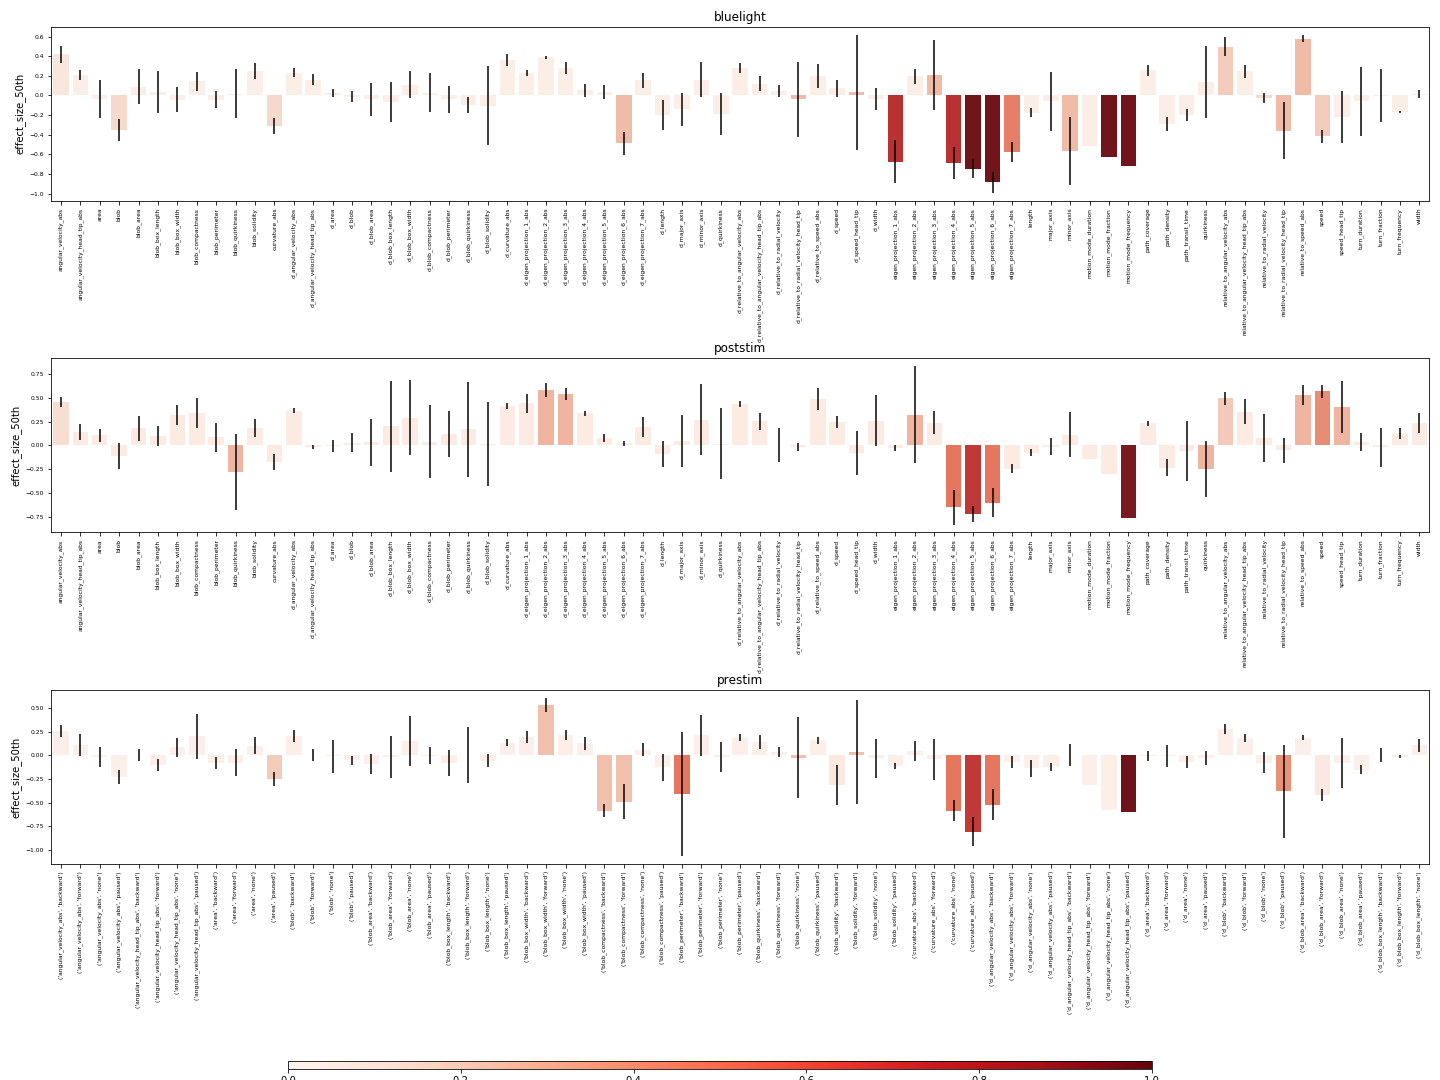 bluelight
effect_size_50th
0.6
0.4
0.2
0.0
−0.2
−0.4
−0.6
−0.8
−1.0
angular_velocity_abs
angular_velocity_head_tip_abs
area
blob
blob_area
blob_box_length
blob_box_width
blob_compactness
blob_perimeter
blob_quirkiness
blob_solidity
curvature_abs
d_angular_velocity_abs
d_angular_velocity_head_tip_abs
d_area
d_blob
d_blob_area
d_blob_box_length
d_blob_box_width
d_blob_compactness
d_blob_perimeter
d_blob_quirkiness
d_blob_solidity
d_curvature_abs
d_eigen_projection_1_abs
d_eigen_projection_2_abs
d_eigen_projection_3_abs
d_eigen_projection_4_abs
d_eigen_projection_5_abs
d_eigen_projection_6_abs
d_eigen_projection_7_abs
d_length
d_major_axis
d_minor_axis
d_quirkiness
d_relative_to_angular_velocity_abs
d_relative_to_angular_velocity_head_tip_abs
d_relative_to_radial_velocity
d_relative_to_radial_velocity_head_tip
d_relative_to_speed_abs
d_speed
d_speed_head_tip
d_width
eigen_projection_1_abs
eigen_projection_2_abs
eigen_projection_3_abs
eigen_projection_4_abs
eigen_projection_5_abs
eigen_projection_6_abs
eigen_projection_7_abs
length
major_axis
minor_axis
motion_mode_duration
motion_mode_fraction
motion_mode_frequency
path_coverage
path_density
path_transit_time
quirkiness
relative_to_angular_velocity_abs
relative_to_angular_velocity_head_tip_abs
relative_to_radial_velocity
relative_to_radial_velocity_head_tip
relative_to_speed_abs
speed
speed_head_tip
turn_duration
turn_fraction
turn_frequency
width
poststim
effect_size_50th
0.75
0.50
0.25
0.00
−0.25
−0.50
−0.75
angular_velocity_abs
angular_velocity_head_tip_abs
area
blob
blob_area
blob_box_length
blob_box_width
blob_compactness
blob_perimeter
blob_quirkiness
blob_solidity
curvature_abs
d_angular_velocity_abs
d_angular_velocity_head_tip_abs
d_area
d_blob
d_blob_area
d_blob_box_length
d_blob_box_width
d_blob_compactness
d_blob_perimeter
d_blob_quirkiness
d_blob_solidity
d_curvature_abs
d_eigen_projection_1_abs
d_eigen_projection_2_abs
d_eigen_projection_3_abs
d_eigen_projection_4_abs
d_eigen_projection_5_abs
d_eigen_projection_6_abs
d_eigen_projection_7_abs
d_length
d_major_axis
d_minor_axis
d_quirkiness
d_relative_to_angular_velocity_abs
d_relative_to_angular_velocity_head_tip_abs
d_relative_to_radial_velocity
d_relative_to_radial_velocity_head_tip
d_relative_to_speed_abs
d_speed
d_speed_head_tip
d_width
eigen_projection_1_abs
eigen_projection_2_abs
eigen_projection_3_abs
eigen_projection_4_abs
eigen_projection_5_abs
eigen_projection_6_abs
eigen_projection_7_abs
length
major_axis
minor_axis
motion_mode_duration
motion_mode_fraction
motion_mode_frequency
path_coverage
path_density
path_transit_time
quirkiness
relative_to_angular_velocity_abs
relative_to_angular_velocity_head_tip_abs
relative_to_radial_velocity
relative_to_radial_velocity_head_tip
relative_to_speed_abs
speed
speed_head_tip
turn_duration
turn_fraction
turn_frequency
width
prestim
effect_size_50th
0.50
0.25
0.00
−0.25
−0.50
−0.75
−1.00
('angular_velocity_abs', 'backward')
('angular_velocity_abs', 'forward')
('angular_velocity_abs', 'none')
('angular_velocity_abs', 'paused')
('angular_velocity_head_tip_abs', 'backward')
('angular_velocity_head_tip_abs', 'forward')
('angular_velocity_head_tip_abs', 'none')
('angular_velocity_head_tip_abs', 'paused')
('area', 'backward')
('area', 'forward')
('area', 'none')
('area', 'paused')
('blob', 'backward')
('blob', 'forward')
('blob', 'none')
('blob', 'paused')
('blob_area', 'backward')
('blob_area', 'forward')
('blob_area', 'none')
('blob_area', 'paused')
('blob_box_length', 'backward')
('blob_box_length', 'forward')
('blob_box_length', 'none')
('blob_box_length', 'paused')
('blob_box_width', 'backward')
('blob_box_width', 'forward')
('blob_box_width', 'none')
('blob_box_width', 'paused')
('blob_compactness', 'backward')
('blob_compactness', 'forward')
('blob_compactness', 'none')
('blob_compactness', 'paused')
('blob_perimeter', 'backward')
('blob_perimeter', 'forward')
('blob_perimeter', 'none')
('blob_perimeter', 'paused')
('blob_quirkiness', 'backward')
('blob_quirkiness', 'forward')
('blob_quirkiness', 'none')
('blob_quirkiness', 'paused')
('blob_solidity', 'backward')
('blob_solidity', 'forward')
('blob_solidity', 'none')
('blob_solidity', 'paused')
('curvature_abs', 'backward')
('curvature_abs', 'forward')
('curvature_abs', 'none')
('curvature_abs', 'paused')
('d_angular_velocity_abs', 'backward')
('d_angular_velocity_abs', 'forward')
('d_angular_velocity_abs', 'none')
('d_angular_velocity_abs', 'paused')
('d_angular_velocity_head_tip_abs', 'backward')
('d_angular_velocity_head_tip_abs', 'forward')
('d_angular_velocity_head_tip_abs', 'none')
('d_angular_velocity_head_tip_abs', 'paused')
('d_area', 'backward')
('d_area', 'forward')
('d_area', 'none')
('d_area', 'paused')
('d_blob', 'backward')
('d_blob', 'forward')
('d_blob', 'none')
('d_blob', 'paused')
('d_blob_area', 'backward')
('d_blob_area', 'forward')
('d_blob_area', 'none')
('d_blob_area', 'paused')
('d_blob_box_length', 'backward')
('d_blob_box_length', 'forward')
('d_blob_box_length', 'none')
0.0
0.2
0.4
0.6
0.8
1.0